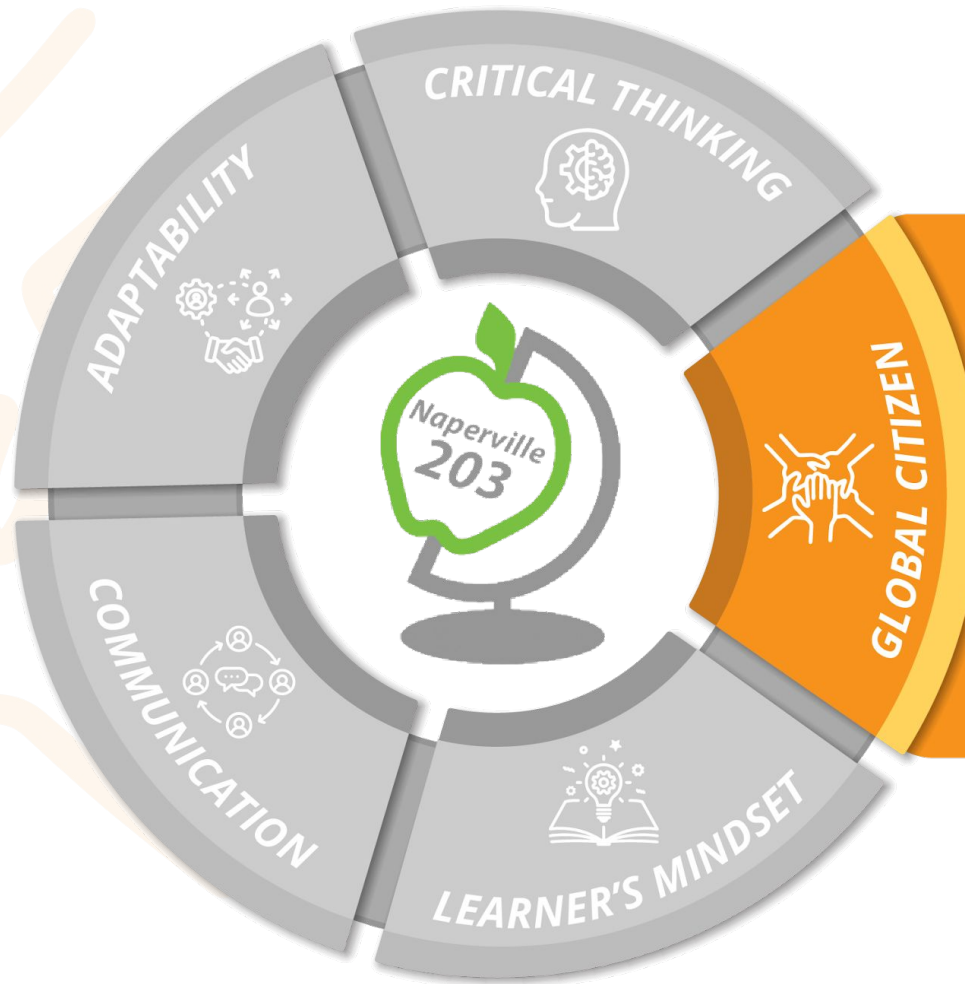 CRITICAL THINKING
ADAPTABILITY
Naperville
203
GLOBAL CITIZEN
COMMUNICATION
LEARNER'S MINDSET